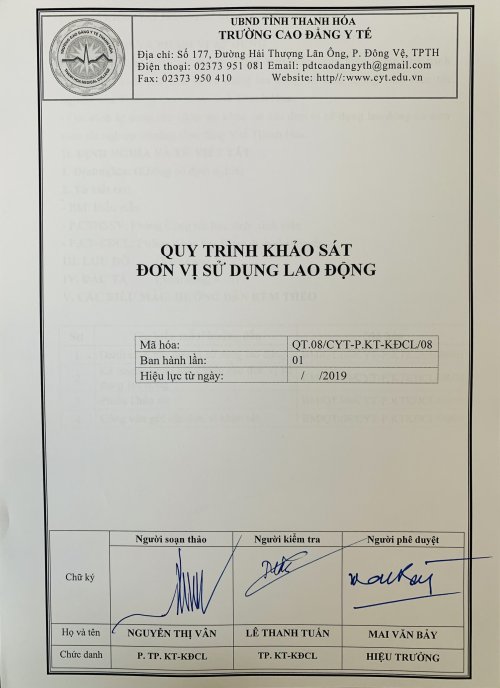 UBND TỈNH THANH HÓA
TRƯỜNG CAO ĐẲNG Y TẾ
Địa chỉ: Số 177, Đường Hải Thượng Lãn Ông, P. Đông Vệ, TPTH
Điện thoại: 02373 951 081 Email: pdtcaodangyth@gmail.com
Fax: 02373 950 410 Website: http//:www.cyt.edu.vn
QUY TRÌNH KHẢO SÁT
ĐƠN VỊ SỬ DỤNG LAO ĐỘNG
Mã hóa: QT.08/CYT-P.KT-KĐCL/08
Ban hành lần: 01
Hiệu lực từ ngày: / /2019
Người soạn thảo Người kiểm tra Người phê duyệt
Chữ ký
Họ và tên NGUYỄN THỊ VÂN LÊ THANH TUẤN MAI VĂN BẢY
Chức danh P. TP. KT-KĐCL TP. KT-KĐCL HIỆU TRƯỞNG